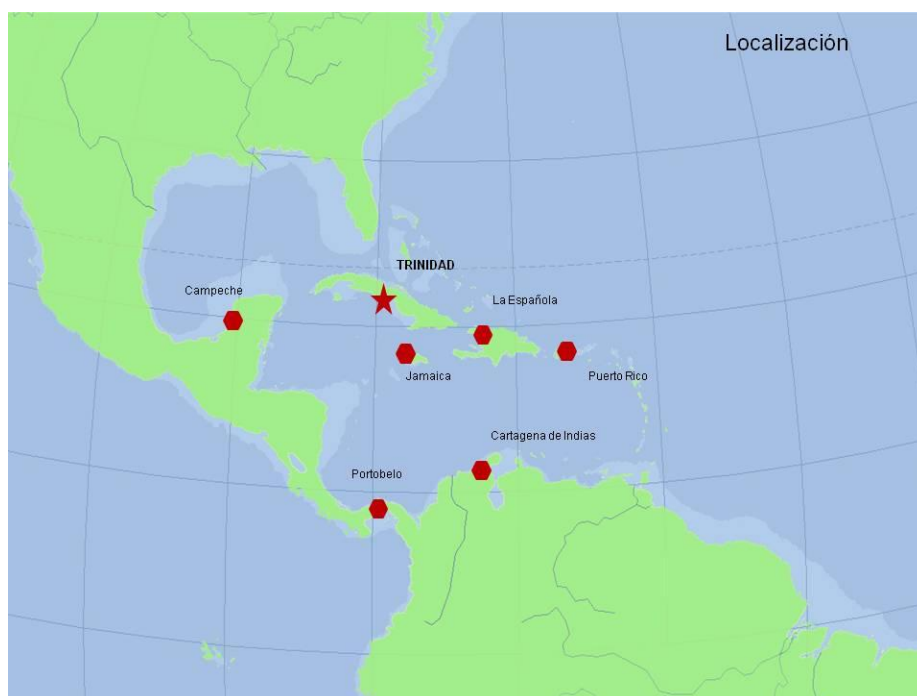 Localización
TRINIDAD
Campeche
La Española
Jamaica
Puerto Rico
Cartagena de Indias
Portobelo